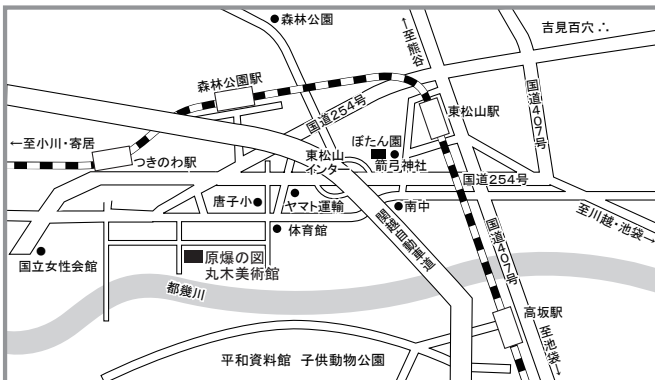 森林公園
←至熊谷
吉見百穴
森林公園駅
国道254号
東松山駅
国道407号
←至小川・寄居
つきのわ駅
ぼたん園
東松山
インター
箭弓神社
国道254号
唐子小
ヤマト運輸
南中
至川越・池袋→
体育館
関越自動車道
国道407号
国立女性会館
原爆の図
丸木美術館
都幾川
高坂駅
至池袋→
平和資料館 子供動物公園